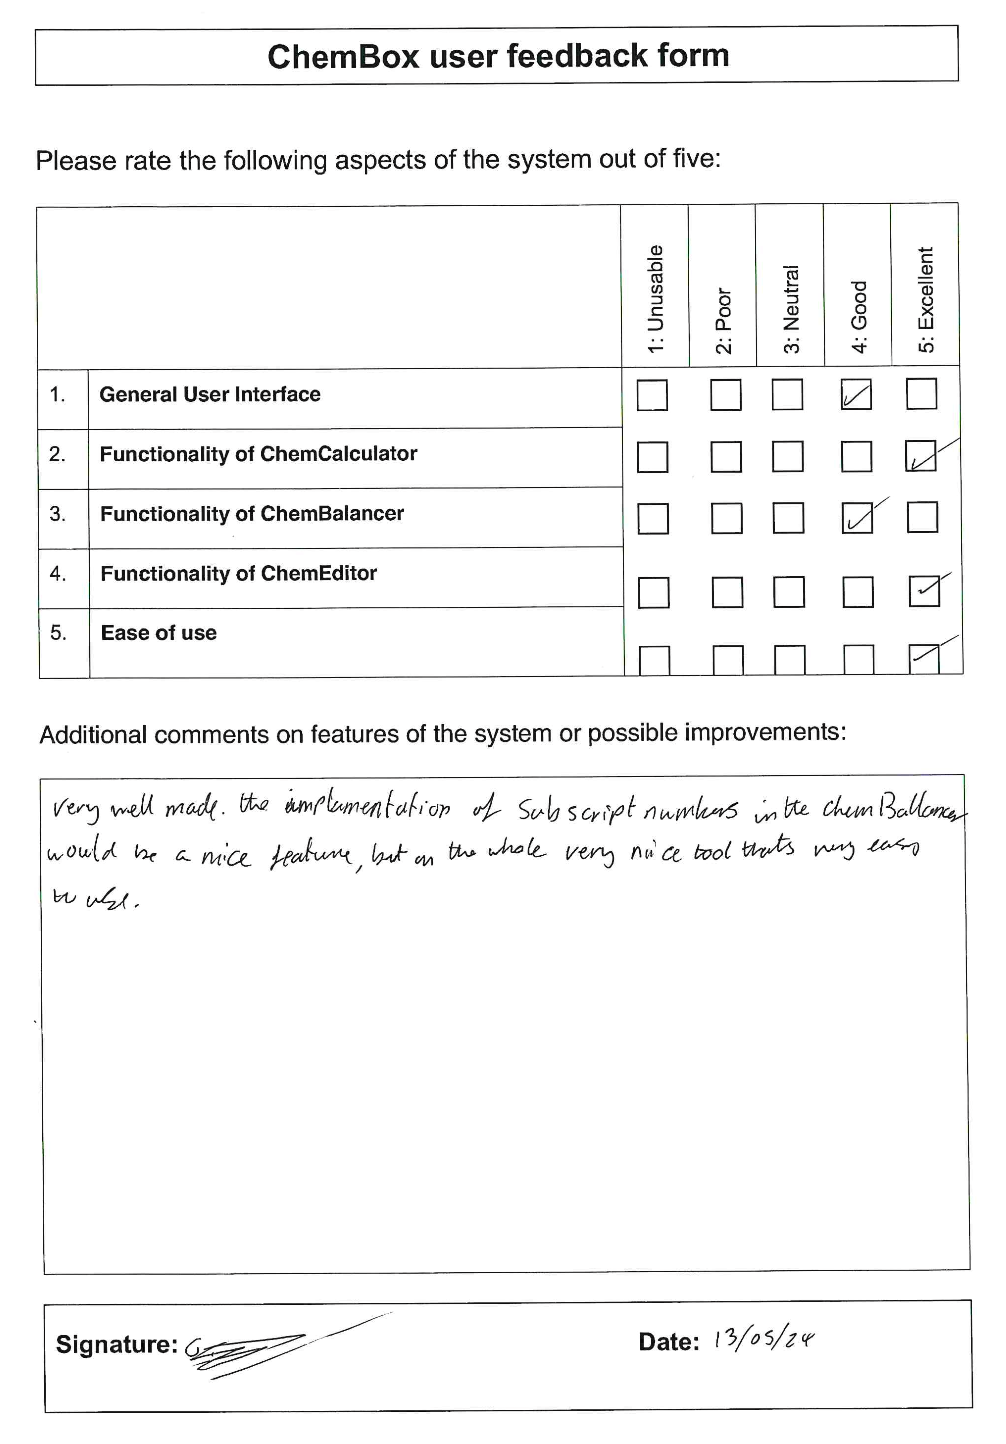 ChemBox user feedback form
Please rate the following aspects of the system out of five:
1: Unusable
2: Poor
3: Neutral
4: Good
5: Excellent
1. General User Interface
2. Functionality of ChemCalculator
3. Functionality of ChemBalancer
4. Functionality of ChemEditor
5. Ease of use
Additional comments on features of the system or possible improvements:
Very well made. the implamentation of Subscript numbers in the ChemBallancer
would be a nice feature, but on the whole very nice tool thats very easy
to use.
Signature:
Date: 13/05/24